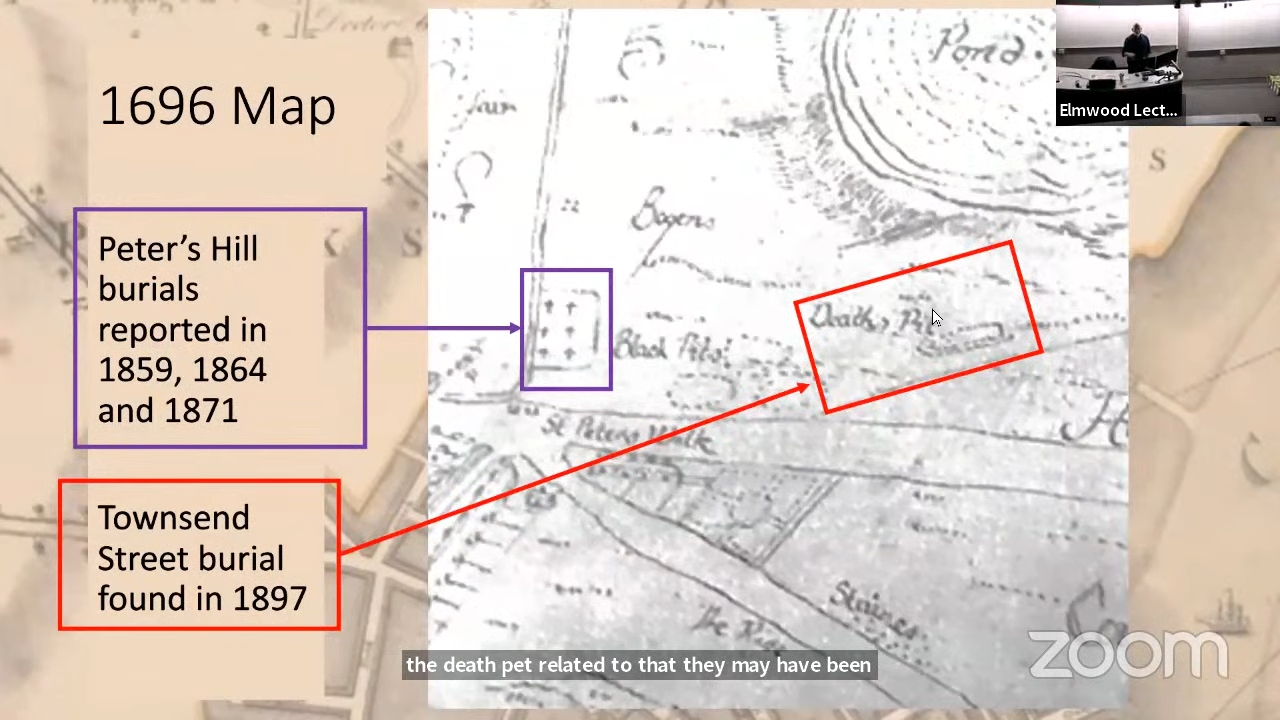 1696 Map
Peter's Hill
burials
reported in
1859, 1864
and 1871
Townsend
Street burial
found in 1897
Pond
Bogens
Death,
Black Pits
St Peters Walk
Staines
The
S
S
Elmwood Lect...
the death pet related to that they may have been
zoom